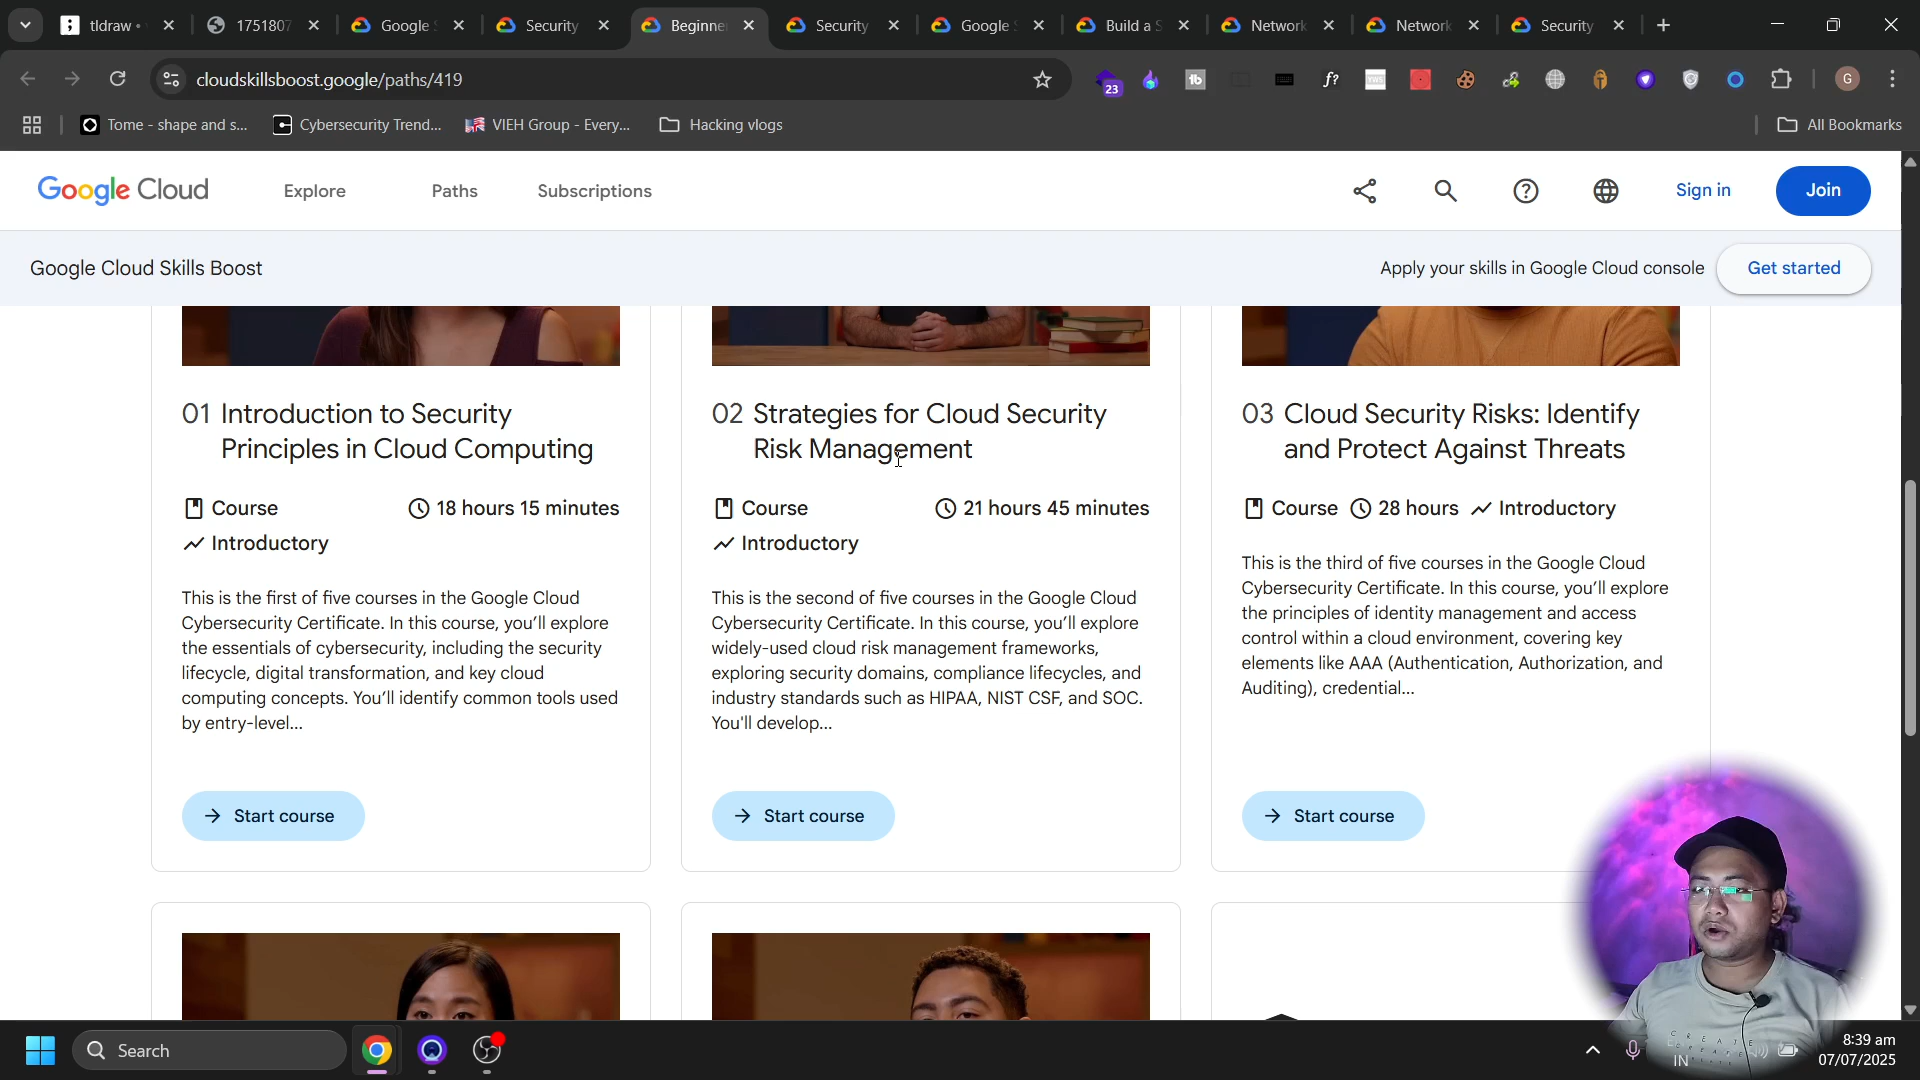 tldraw •
1751807
Google S
Security
Beginne
Security
Google S
Build a S
Network
Network
Security
cloudskillsboost.google/paths/419
23
G
Tome - shape and s...
Cybersecurity Trend...
VIEH Group - Every...
Hacking vlogs
All Bookmarks
Google Cloud
Explore
Paths
Subscriptions
Sign in
Join
Google Cloud Skills Boost
Apply your skills in Google Cloud console
Get started
01 Introduction to Security
Principles in Cloud Computing
Course
18 hours 15 minutes
Introductory
This is the first of five courses in the Google Cloud
Cybersecurity Certificate. In this course, you'll explore
the essentials of cybersecurity, including the security
lifecycle, digital transformation, and key cloud
computing concepts. You'll identify common tools used
by entry-level...
Start course
02 Strategies for Cloud Security
Risk Management
Course
21 hours 45 minutes
Introductory
This is the second of five courses in the Google Cloud
Cybersecurity Certificate. In this course, you'll explore
widely-used cloud risk management frameworks,
exploring security domains, compliance lifecycles, and
industry standards such as HIPAA, NIST CSF, and SOC.
You'll develop...
Start course
03 Cloud Security Risks: Identify
and Protect Against Threats
Course
28 hours
Introductory
This is the third of five courses in the Google Cloud
Cybersecurity Certificate. In this course, you'll explore
the principles of identity management and access
control within a cloud environment, covering key
elements like AAA (Authentication, Authorization, and
Auditing), credential...
Start course
Search
IN
8:39 am
07/07/2025